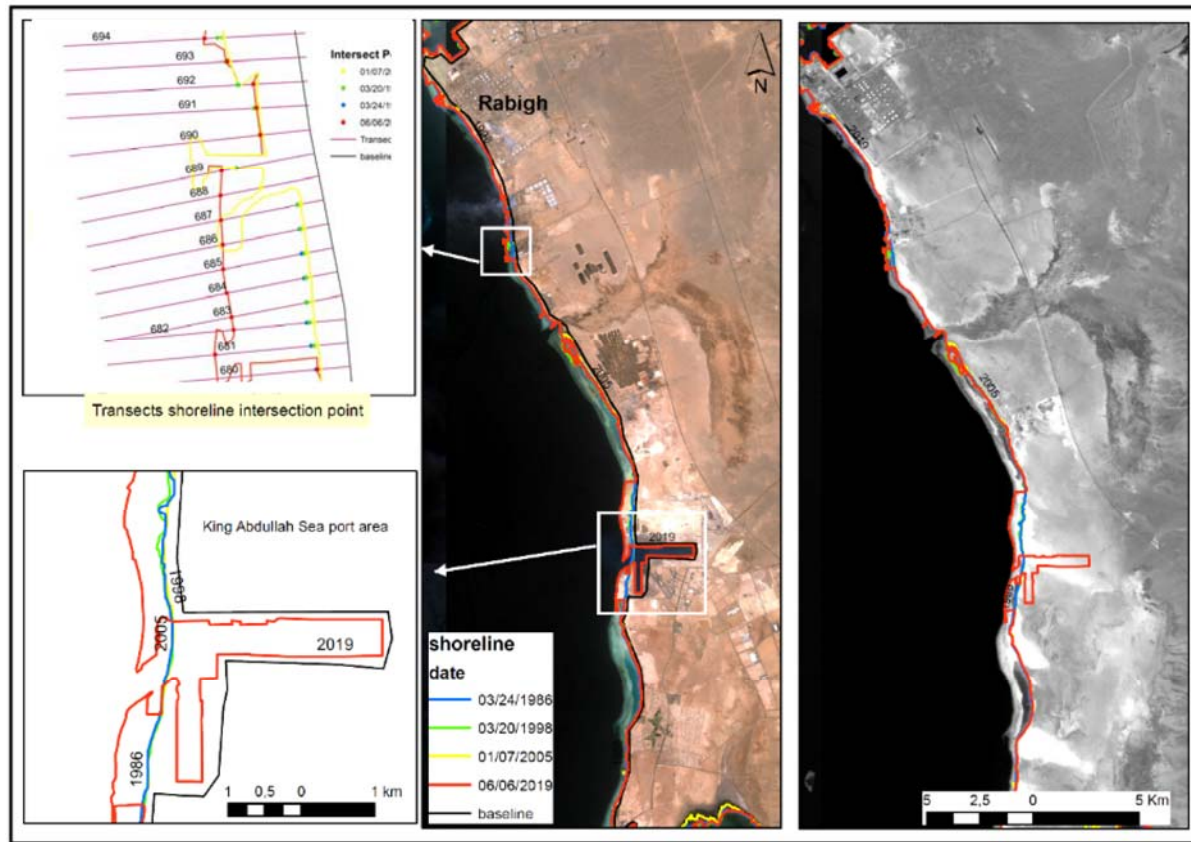 694
693
692
691
690
689
688
687
686
685
684
683
682
681
680
Intersect P
01/07/2
03/20/1
03/24/1
06/06/2
Transec
baseline
Transects shoreline intersection point
King Abdullah Sea port area
1998
2005
2019
1986
1 0,5 0 1 km
Rabigh
N
1998
2005
2019
shoreline
date
03/24/1986
03/20/1998
01/07/2005
06/06/2019
baseline
2019
2005
5 2,5 0 5 Km